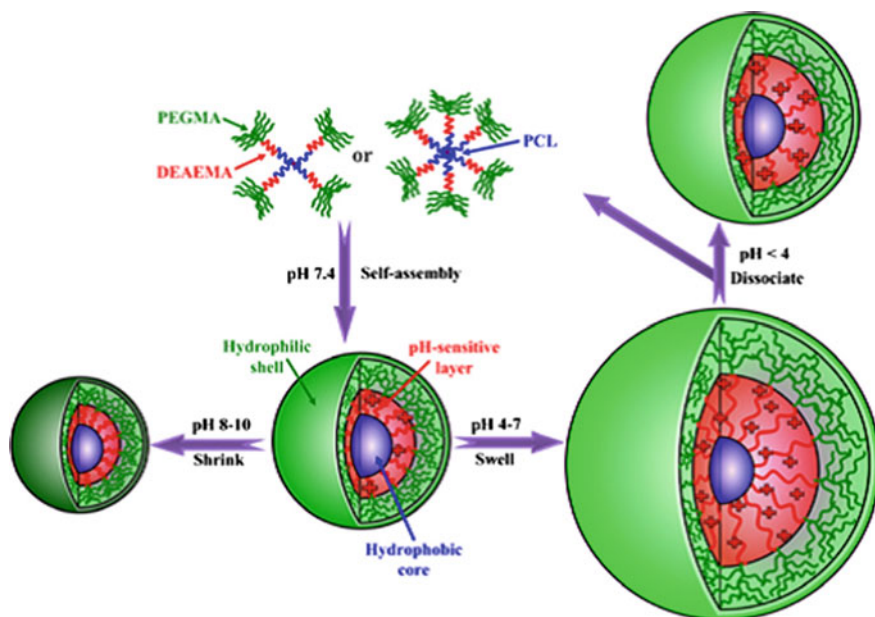 PEGMA
DEAEMA
or
PCL
pH 7.4 Self-assembly
pH < 4
Dissociate
Hydrophilic
shell
pH-sensitive
layer
pH 8-10
Shrink
pH 4-7
Swell
Hydrophobic
core